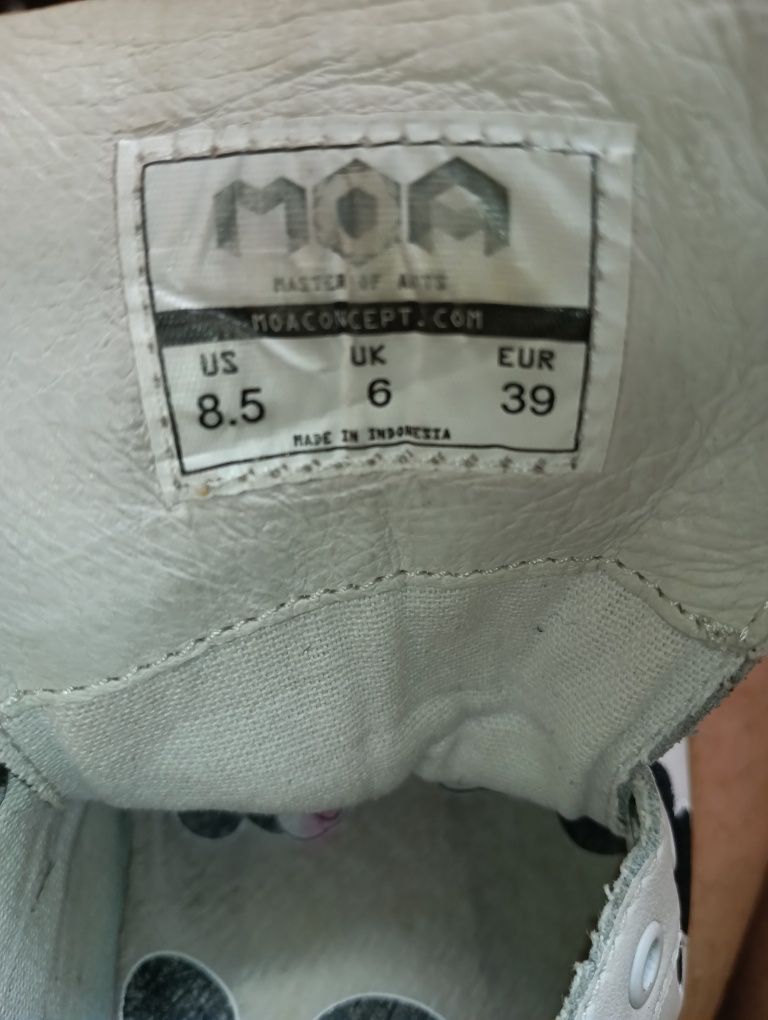 MOA
MASTER OF ARTS
MOACONCEPT.COM
US UK EUR
8.5 6 39
MADE IN INDONESIA